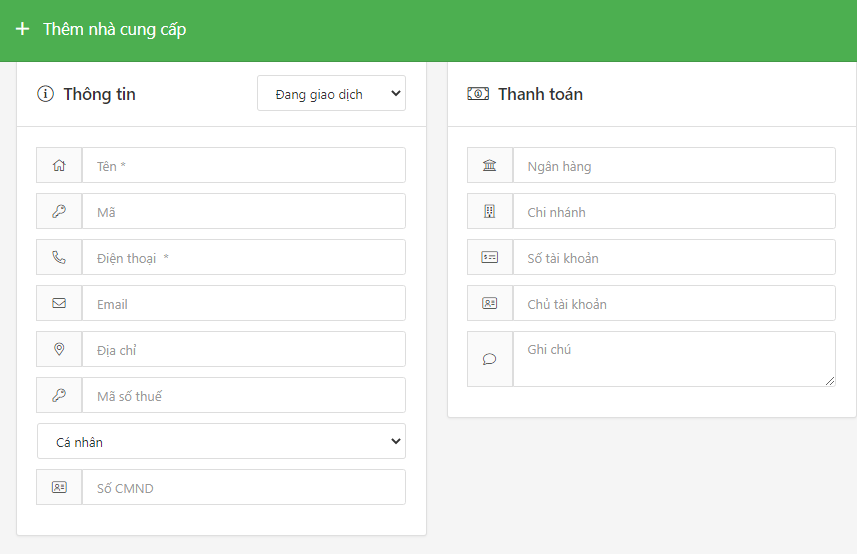 Thêm nhà cung cấp
Thông tin
Đang giao dịch
Tên *
Mã
Điện thoại *
Email
Địa chỉ
Mã số thuế
Cá nhân
Số CMND
Thanh toán
Ngân hàng
Chi nhánh
Số tài khoản
Chủ tài khoản
Ghi chú